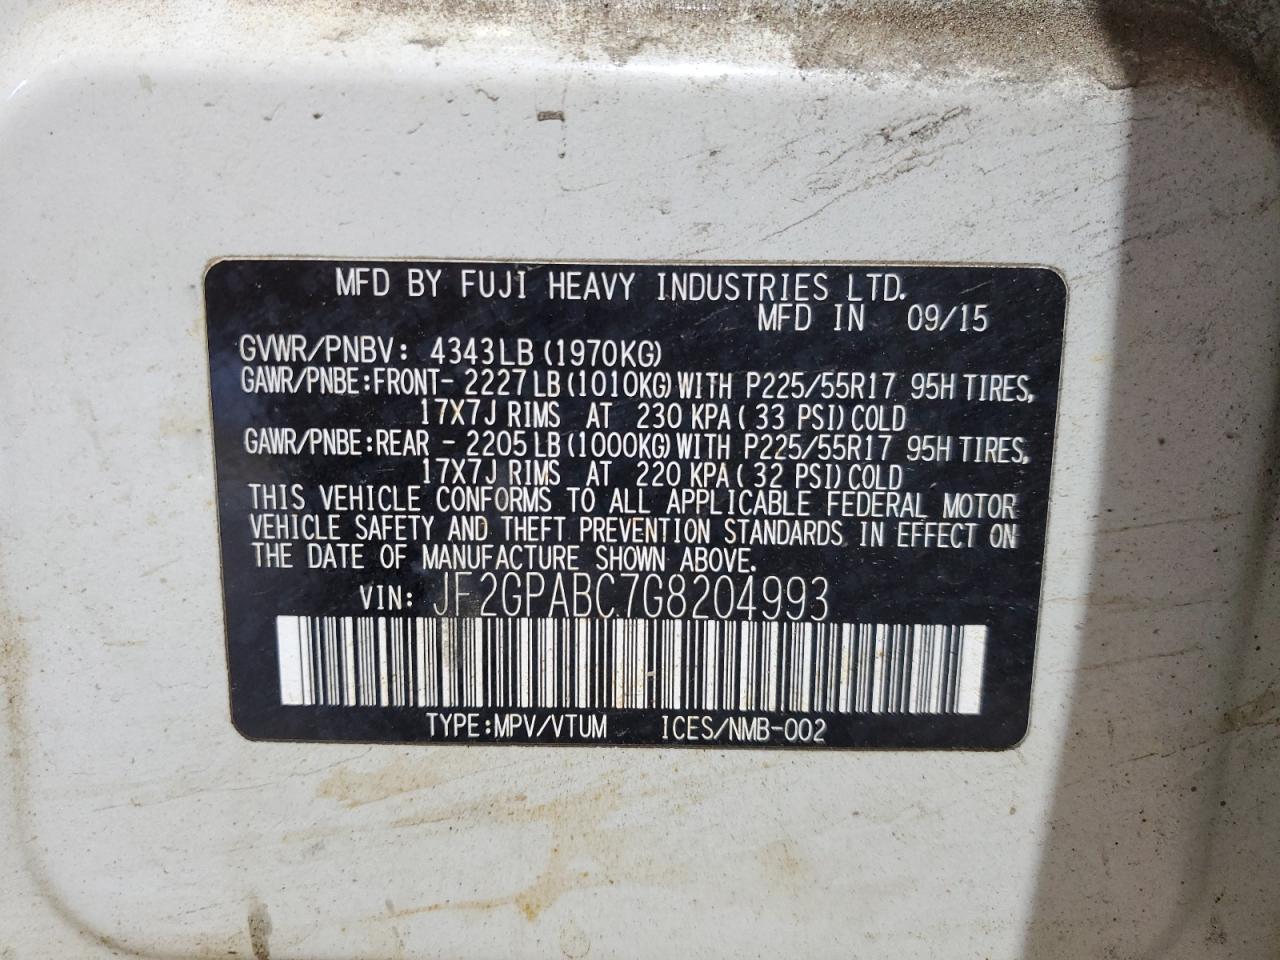 MFD BY FUJI HEAVY INDUSTRIES LTD.
MFD IN 09/15
GVWR/PNBV: 4343LB (1970KG)
GAWR/PNBE:FRONT- 2227LB (1010KG) WITH P225/55R17 95H TIRES,
17X7J RIMS AT 230 KPA ( 33 PSI) COLD
GAWR/PNBE:REAR - 2205LB (1000KG) WITH P225/55R17 95H TIRES,
17X7J RIMS AT 220 KPA ( 32 PSI) COLD
THIS VEHICLE CONFORMS TO ALL APPLICABLE FEDERAL MOTOR
VEHICLE SAFETY AND THEFT PREVENTION STANDARDS IN EFFECT ON
THE DATE OF MANUFACTURE SHOWN ABOVE.
VIN: JF2GPABC7G8204993
TYPE:MPV/VTUM ICES/NMB-002